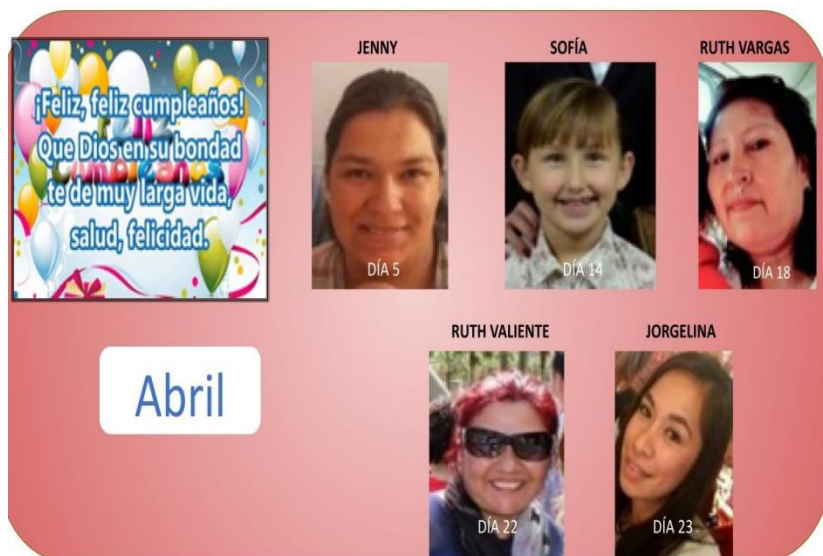 ¡Feliz, feliz cumpleaños!
Que Dios en su bondad
te de muy larga vida,
salud, felicidad.
JENNY
SOFÍA
RUTH VARGAS
DÍA 5
DÍA 14
DÍA 18
Abril
RUTH VALIENTE
JORGELINA
DÍA 22
DÍA 23